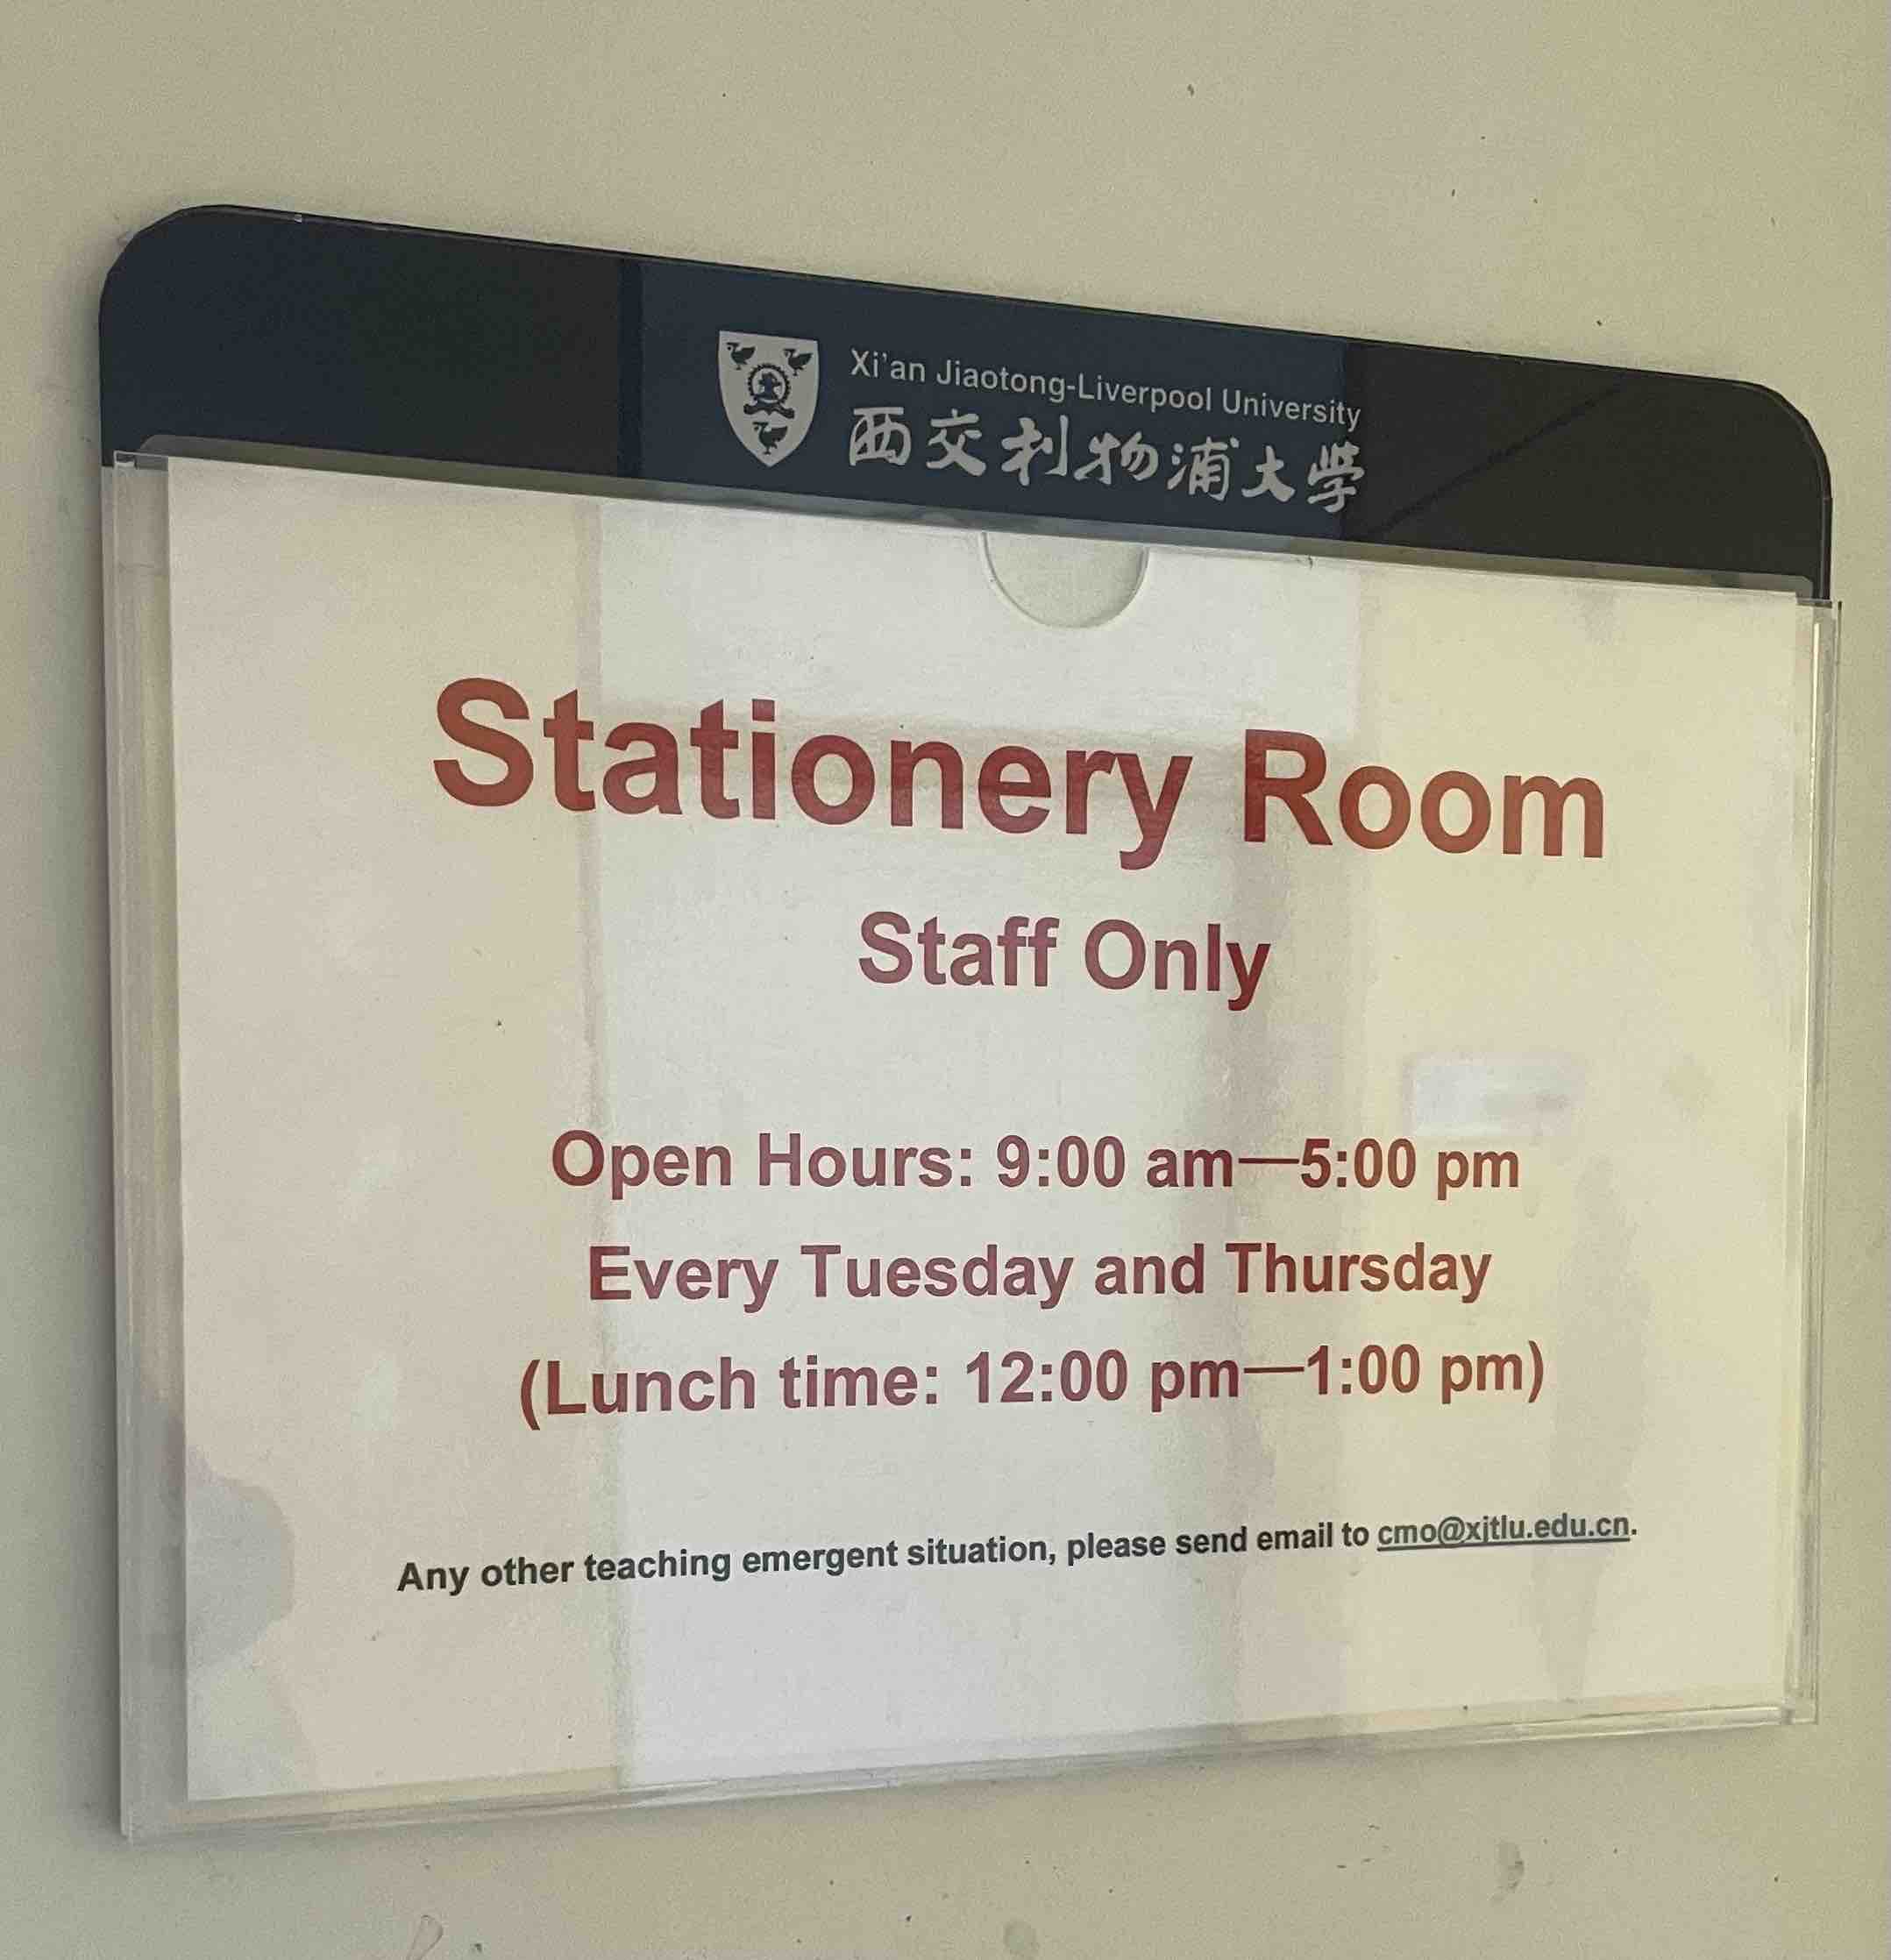 Xi'an Jiaotong-Liverpool University
西交利物浦大学
Stationery Room
Staff Only
Open Hours: 9:00 am—5:00 pm
Every Tuesday and Thursday
(Lunch time: 12:00 pm—1:00 pm)
Any other teaching emergent situation, please send email to cmo@xjtlu.edu.cn.